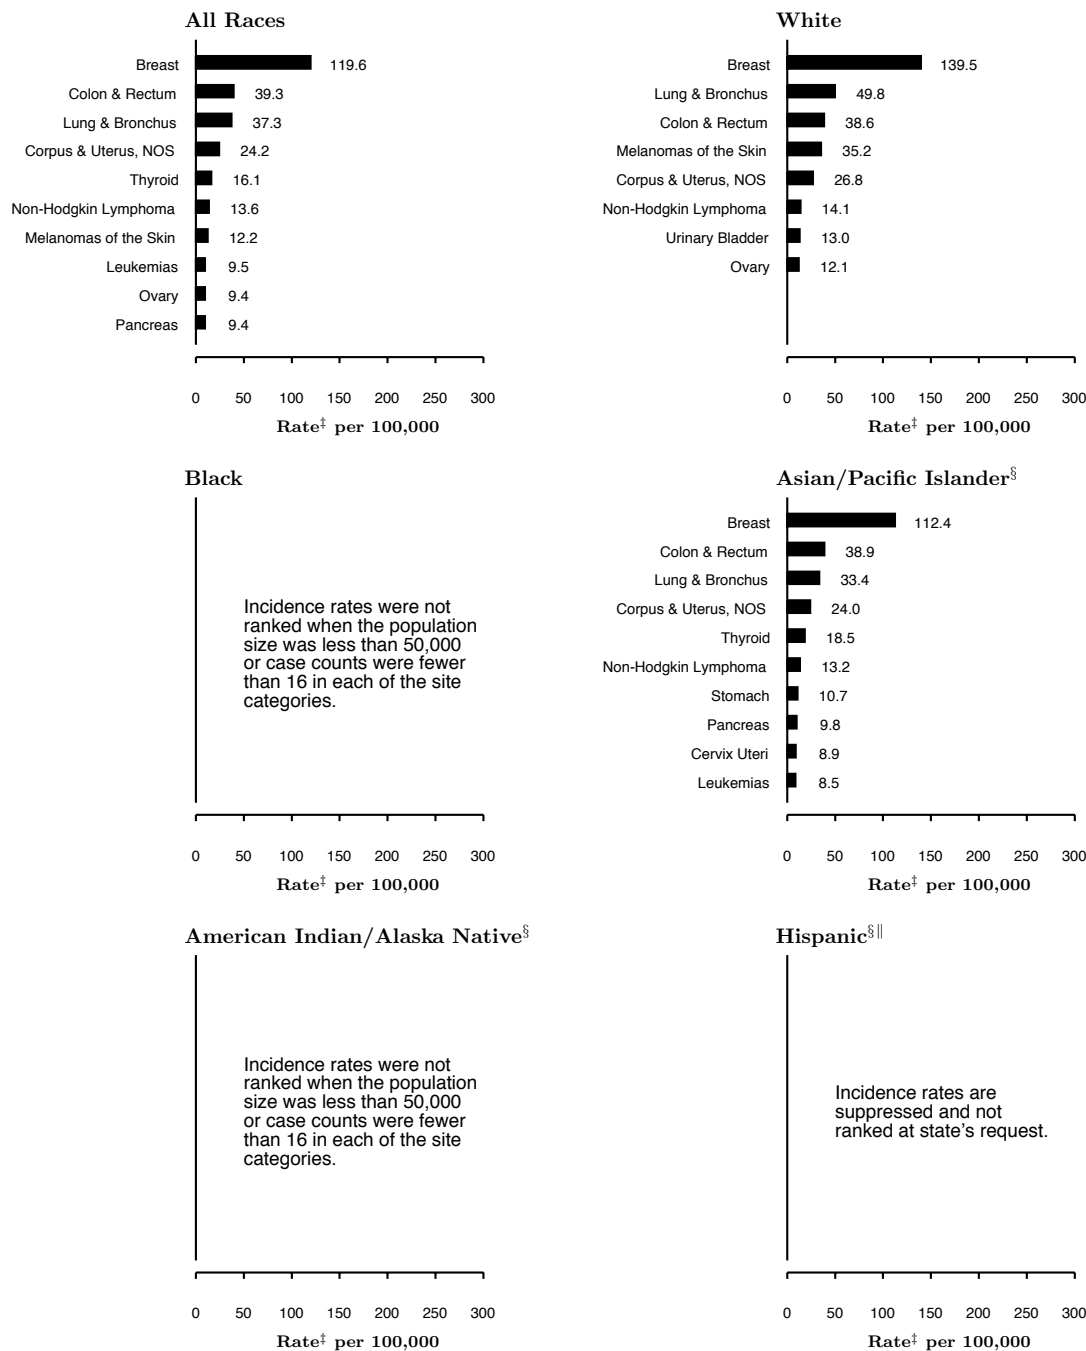 All Races
Breast 119.6
Colon & Rectum 39.3
Lung & Bronchus 37.3
Corpus & Uterus, NOS 24.2
Thyroid 16.1
Non-Hodgkin Lymphoma 13.6
Melanomas of the Skin 12.2
Leukemias 9.5
Ovary 9.4
Pancreas 9.4
0 50 100 150 200 250 300
Rate‡ per 100,000
White
Breast 139.5
Lung & Bronchus 49.8
Colon & Rectum 38.6
Melanomas of the Skin 35.2
Corpus & Uterus, NOS 26.8
Non-Hodgkin Lymphoma 14.1
Urinary Bladder 13.0
Ovary 12.1
0 50 100 150 200 250 300
Rate‡ per 100,000
Black
Incidence rates were not
ranked when the population
size was less than 50,000
or case counts were fewer
than 16 in each of the site
categories.
0 50 100 150 200 250 300
Rate‡ per 100,000
Asian/Pacific Islander§
Breast 112.4
Colon & Rectum 38.9
Lung & Bronchus 33.4
Corpus & Uterus, NOS 24.0
Thyroid 18.5
Non-Hodgkin Lymphoma 13.2
Stomach 10.7
Pancreas 9.8
Cervix Uteri 8.9
Leukemias 8.5
0 50 100 150 200 250 300
Rate‡ per 100,000
American Indian/Alaska Native§
Incidence rates were not
ranked when the population
size was less than 50,000
or case counts were fewer
than 16 in each of the site
categories.
0 50 100 150 200 250 300
Rate‡ per 100,000
Hispanic§‖
Incidence rates are
suppressed and not
ranked at state's request.
0 50 100 150 200 250 300
Rate‡ per 100,000